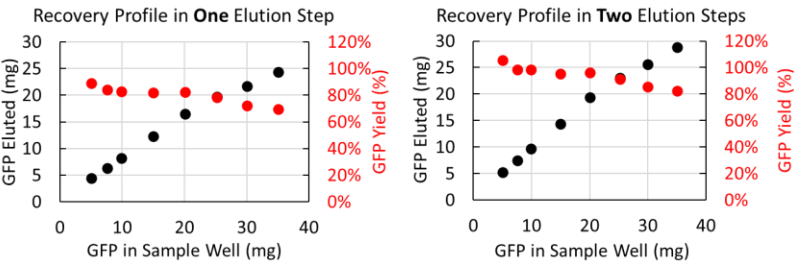 Recovery Profile in One Elution Step
30
25
20
15
10
5
0
GFP Eluted (mg)
120%
100%
80%
60%
40%
20%
0%
GFP Yield (%)
0 10 20 30 40
GFP in Sample Well (mg)
Recovery Profile in Two Elution Steps
30
25
20
15
10
5
0
GFP Eluted (mg)
120%
100%
80%
60%
40%
20%
0%
GFP Yield (%)
0 10 20 30 40
GFP in Sample Well (mg)